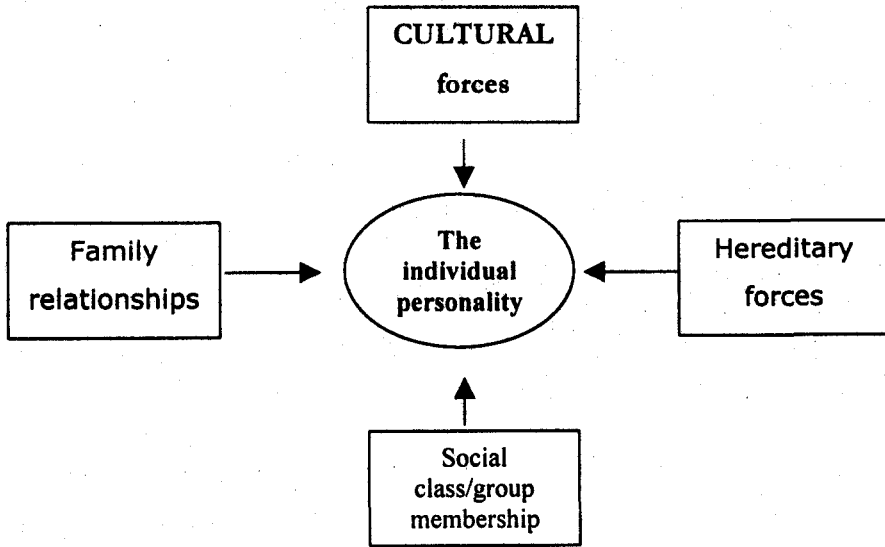 CULTURAL
forces
Family
relationships
The
individual
personality
Hereditary
forces
Social
class/group
membership